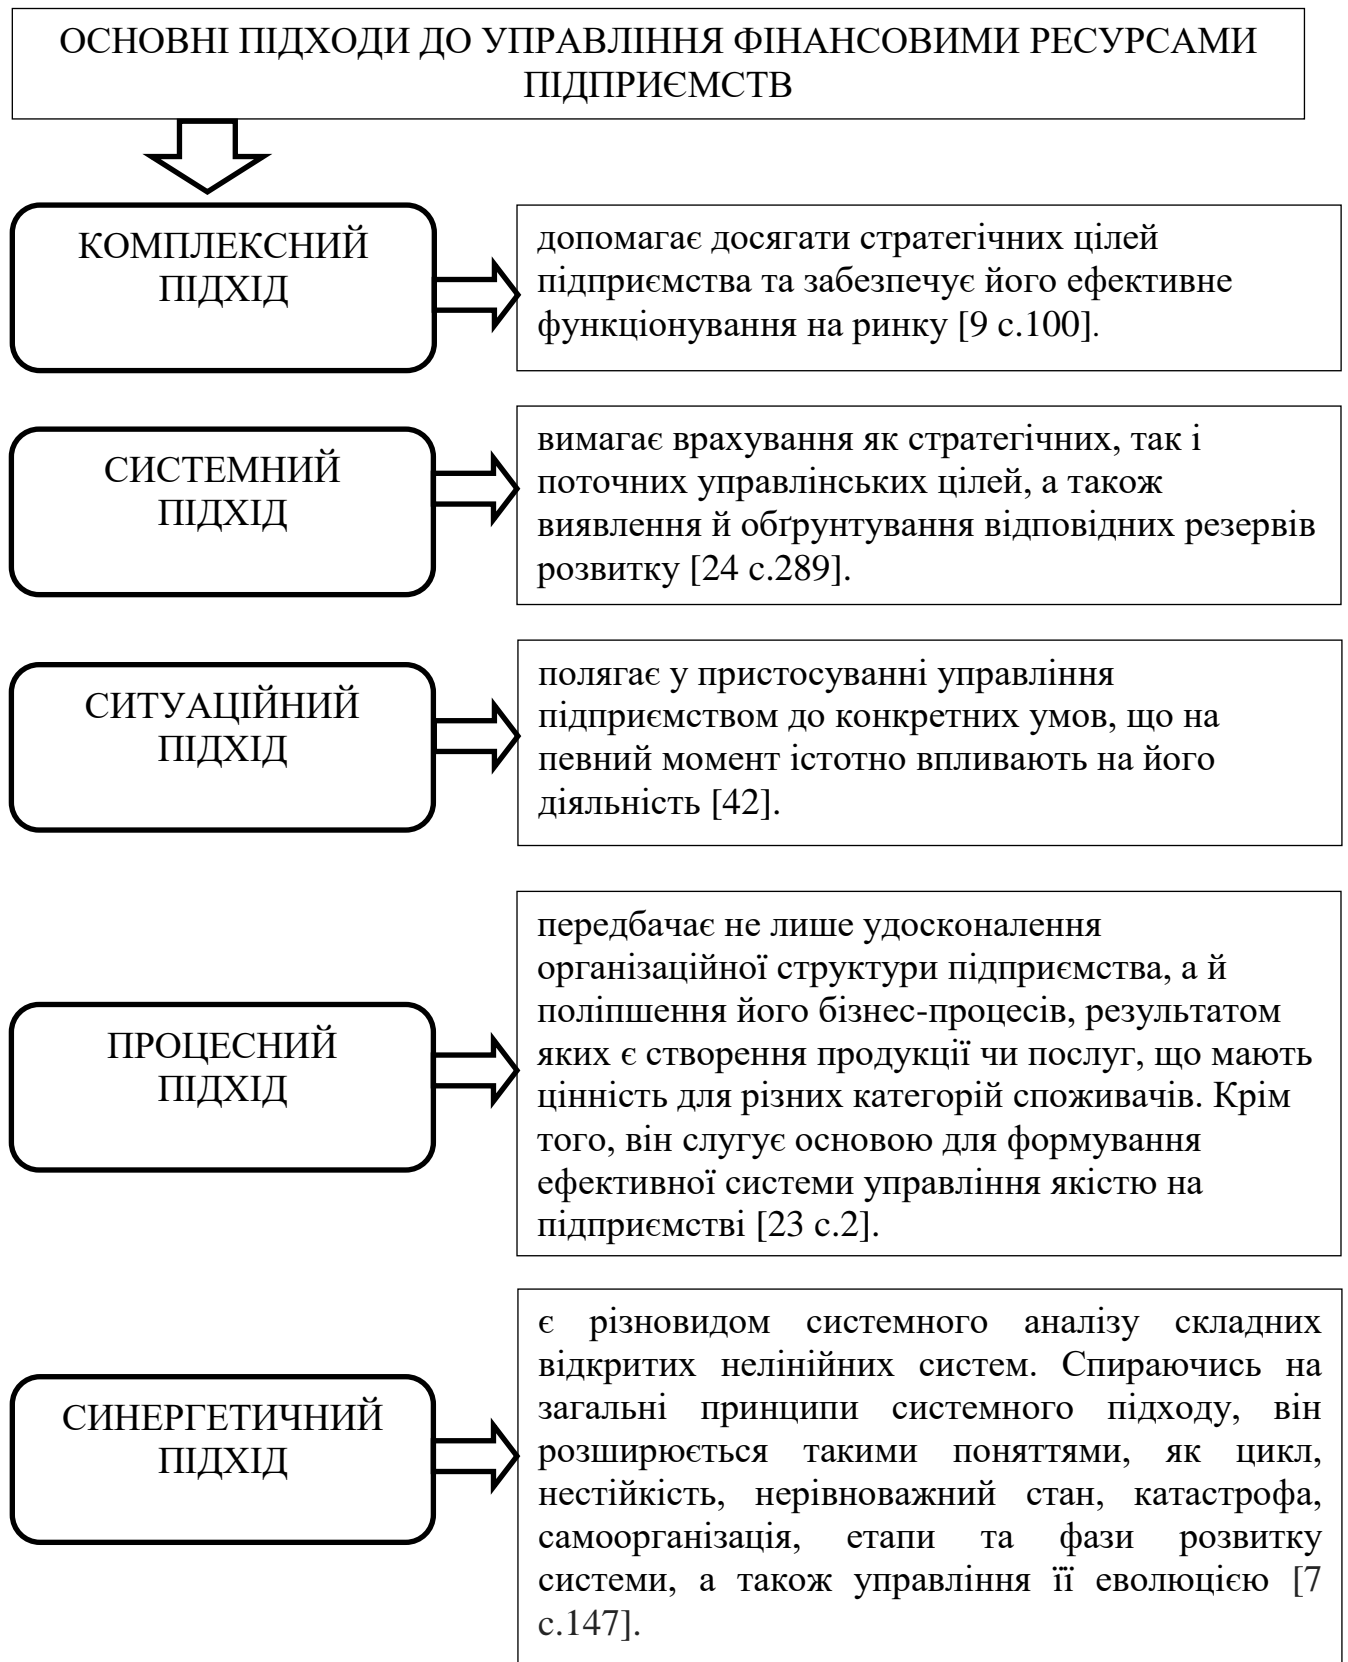 ОСНОВНІ ПІДХОДИ ДО УПРАВЛІННЯ ФІНАНСОВИМИ РЕСУРСАМИ
ПІДПРИЄМСТВ
КОМПЛЕКСНИЙ
ПІДХІД
допомагає досягати стратегічних цілей
підприємства та забезпечує його ефективне
функціонування на ринку [9 с.100].
СИСТЕМНИЙ
ПІДХІД
вимагає врахування як стратегічних, так і
поточних управлінських цілей, а також
виявлення й обґрунтування відповідних резервів
розвитку [24 с.289].
СИТУАЦІЙНИЙ
ПІДХІД
полягає у пристосуванні управління
підприємством до конкретних умов, що на
певний момент істотно впливають на його
діяльність [42].
ПРОЦЕСНИЙ
ПІДХІД
передбачає не лише удосконалення
організаційної структури підприємства, а й
поліпшення його бізнес-процесів, результатом
яких є створення продукції чи послуг, що мають
цінність для різних категорій споживачів. Крім
того, він слугує основою для формування
ефективної системи управління якістю на
підприємстві [23 с.2].
СИНЕРГЕТИЧНИЙ
ПІДХІД
є різновидом системного аналізу складних
відкритих нелінійних систем. Спираючись на
загальні принципи системного підходу, він
розширюється такими поняттями, як цикл,
нестійкість, нерівноважний стан, катастрофа,
самоорганізація, етапи та фази розвитку
системи, а також управління її еволюцією [7
с.147].